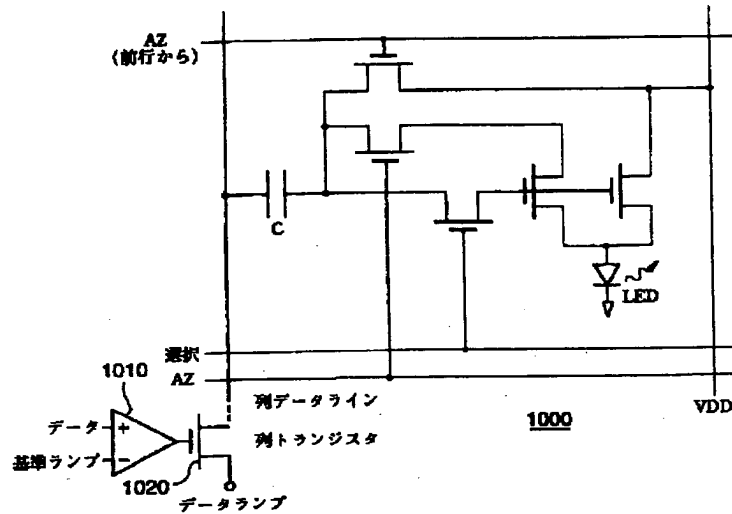 AZ
(前行から)
C
LED
選択
AZ
1010
列データライン
VDD
1000
データ
+
列トランジスタ
基準ランプ
-
1020
データランプ